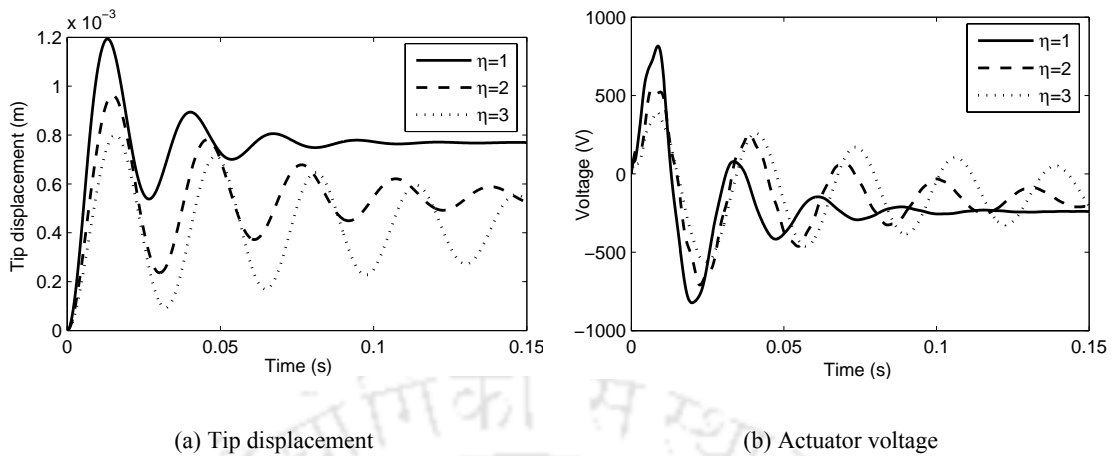 x 10⁻³
1.2
1
0.8
0.6
0.4
0.2
0
0 0.05 0.1 0.15
Tip displacement (m)
Time (s)
η=1
η=2
η=3
1000
500
0
−500
−1000
0 0.05 0.1 0.15
Voltage (V)
Time (s)
η=1
η=2
η=3
(a) Tip displacement
(b) Actuator voltage